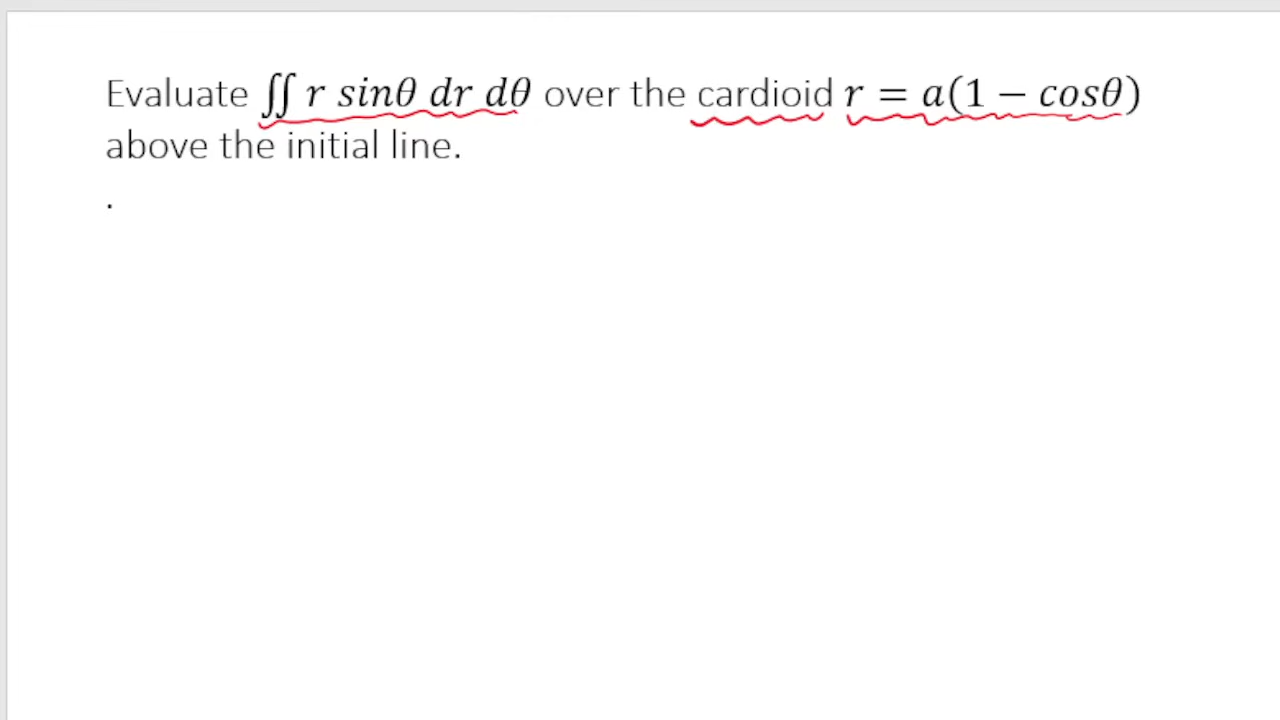 Evaluate ∬ r sinθ dr dθ over the cardioid r = a(1 − cosθ)
above the initial line.
.